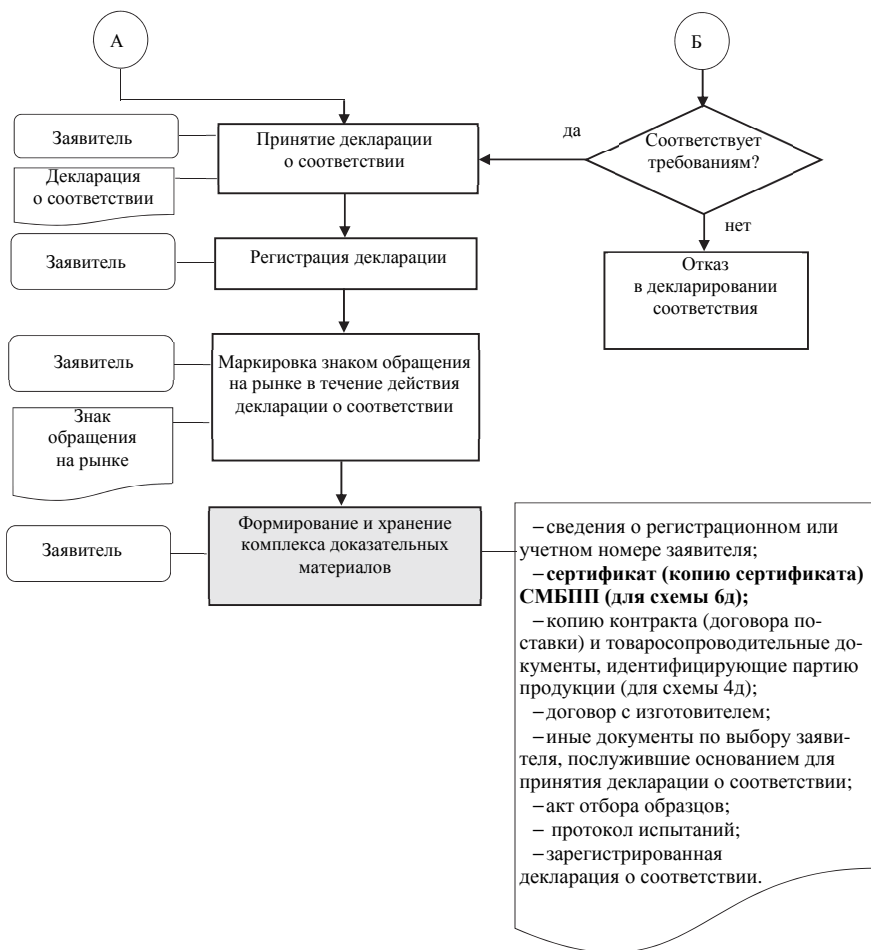 А
Б
Заявитель
Принятие декларации
о соответствии
да
Соответствует
требованиям?
Декларация
о соответствии
нет
Заявитель
Регистрация декларации
Отказ
в декларировании
соответствия
Заявитель
Маркировка знаком обращения
на рынке в течение действия
декларации о соответствии
Знак
обращения
на рынке
Заявитель
Формирование и хранение
комплекса доказательных
материалов
–сведения о регистрационном или
учетном номере заявителя;
–сертификат (копию сертификата)
СМБПП (для схемы 6д);
–копию контракта (договора по-
ставки) и товаросопроводительные до-
кументы, идентифицирующие партию
продукции (для схемы 4д);
–договор с изготовителем;
–иные документы по выбору заяви-
теля, послужившие основанием для
принятия декларации о соответствии;
–акт отбора образцов;
– протокол испытаний;
–зарегистрированная
декларация о соответствии.